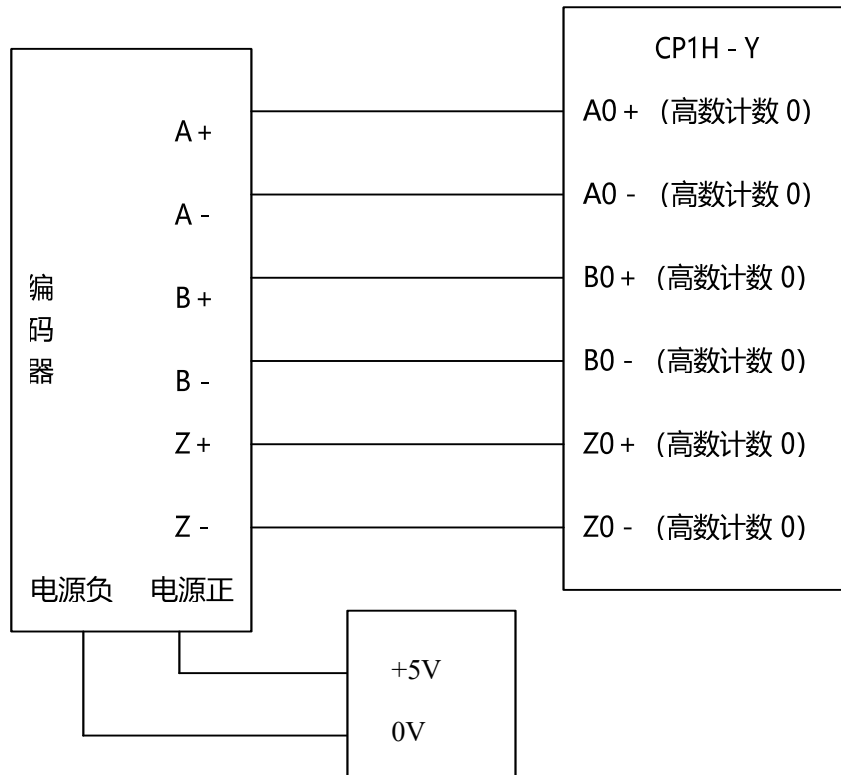 编
码
器
A +
A -
B +
B -
Z +
Z -
电源负 电源正
CP1H - Y
A0 + (高数计数 0)
A0 - (高数计数 0)
B0 + (高数计数 0)
B0 - (高数计数 0)
Z0 + (高数计数 0)
Z0 - (高数计数 0)
+5V
0V